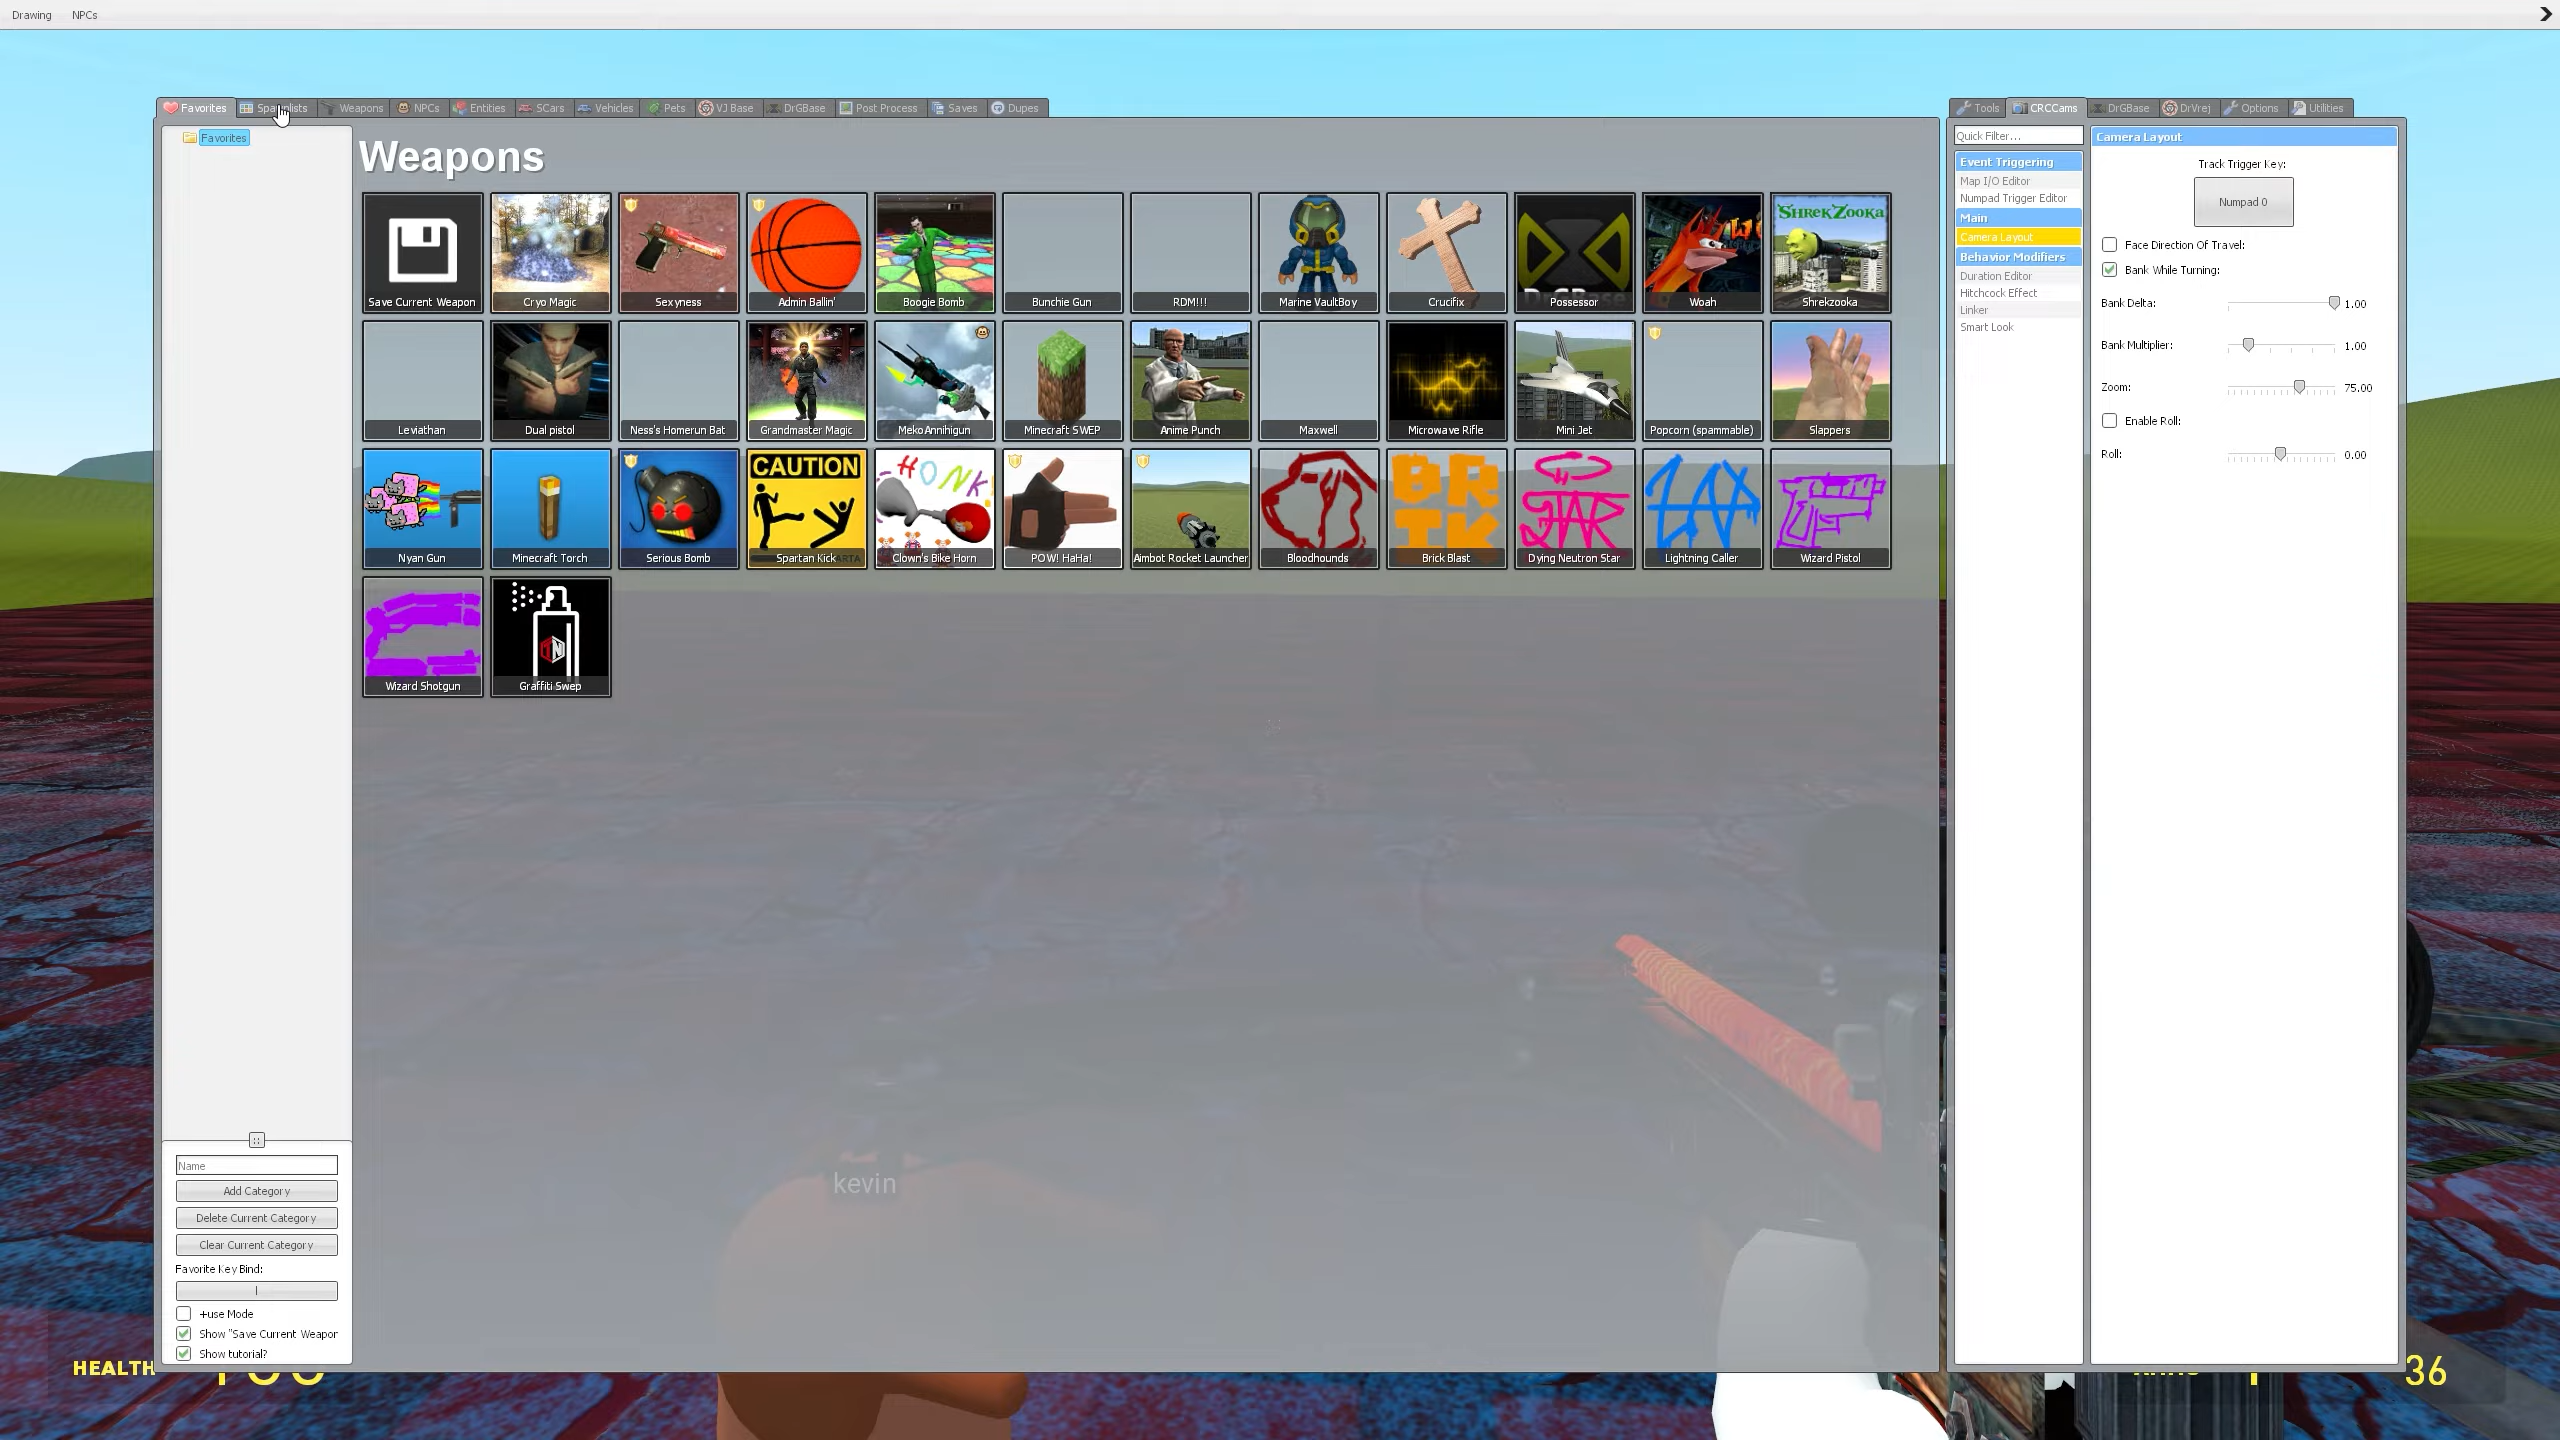 Drawing NPCs
Favorites Spawnlists Weapons NPCs Entities SCars Vehicles Pets VJ Base DrGBase Post Process Saves Dupes
Tools CRCCams DrGBase DrVrej Options Utilities
Favorites
Weapons
Save Current Weapon Cryo Magic Sexyness Admin Ballin' Boogie Bomb Bunchie Gun RDM!!! Marine VaultBoy Crucifix Possessor Woah Shrekzooka
SHREKZOOKA
Leviathan Dual pistol Ness's Homerun Bat Grandmaster Magic MekoAnnihigun Minecraft SWEP Anime Punch Maxwell Microwave Rifle Mini Jet Popcorn (spammable) Slappers
CAUTION
HONK
BRIK
STAR
ZAP
Nyan Gun Minecraft Torch Serious Bomb Spartan Kick Clown's Bike Horn POW! HaHa! Aimbot Rocket Launcher Bloodhounds Brick Blast Dying Neutron Star Lightning Caller Wizard Pistol
Wizard Shotgun Graffiti Swep
kevin
Name
Add Category
Delete Current Category
Clear Current Category
Favorite Key Bind:
I
+use Mode
Show "Save Current Weapon
Show tutorial?
Quick Filter...
Event Triggering
Map I/O Editor
Numpad Trigger Editor
Main
Camera Layout
Behavior Modifiers
Duration Editor
Hitchcock Effect
Linker
Smart Look
Camera Layout
Track Trigger Key:
Numpad 0
Face Direction Of Travel:
Bank While Turning:
Bank Delta: 1.00
Bank Multiplier: 1.00
Zoom: 75.00
Enable Roll:
Roll: 0.00
HEALTH 100
36